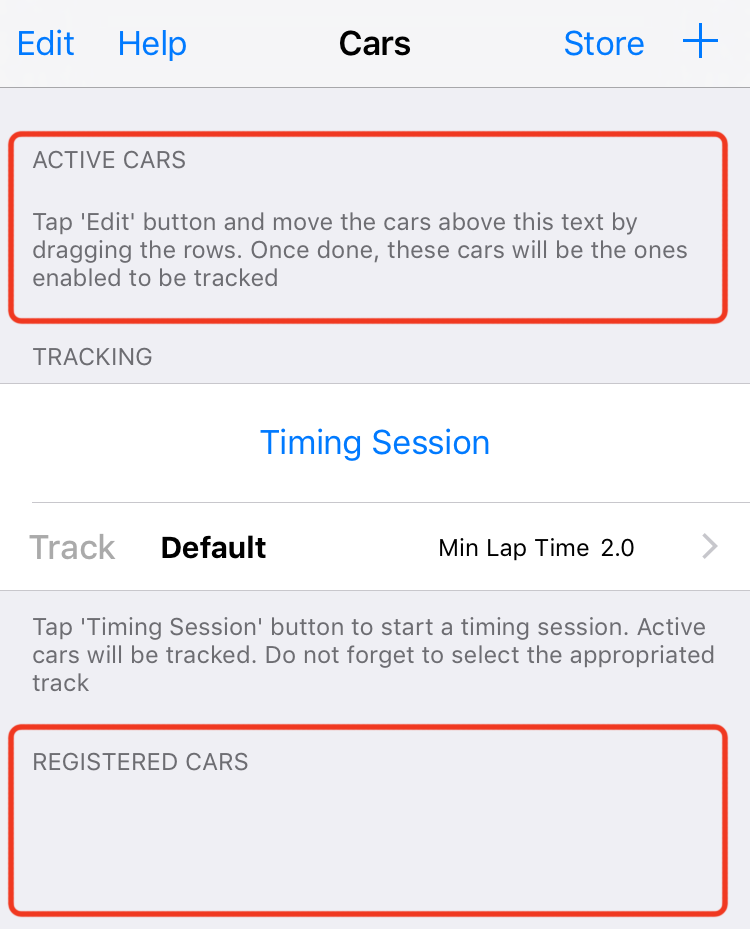 Edit Help Cars Store +
ACTIVE CARS
Tap 'Edit' button and move the cars above this text by
dragging the rows. Once done, these cars will be the ones
enabled to be tracked
TRACKING
Timing Session
Track Default Min Lap Time 2.0
Tap 'Timing Session' button to start a timing session. Active
cars will be tracked. Do not forget to select the appropriated
track
REGISTERED CARS